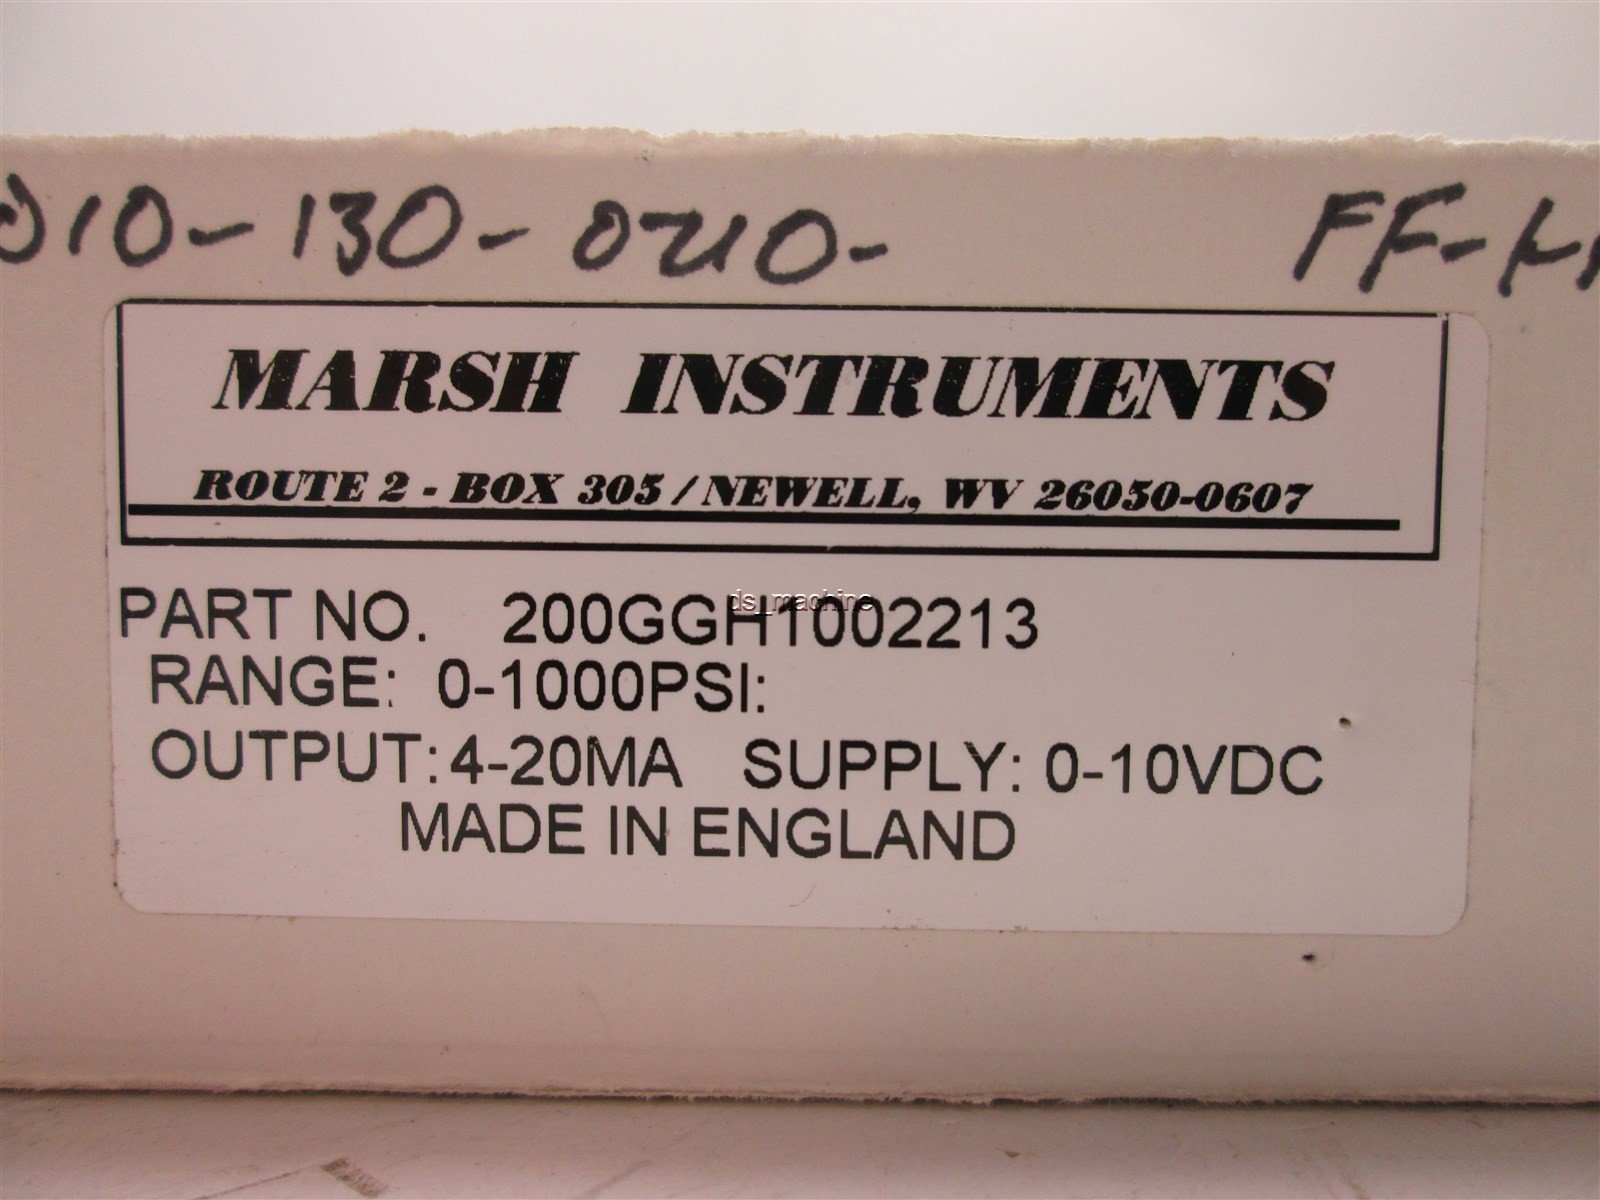 010-130-0210-
MARSH INSTRUMENTS
ROUTE 2 - BOX 305 / NEWELL, WV 26050-0607
PART NO. 200GGH1002213
ds_machine
RANGE: 0-1000PSI:
OUTPUT: 4-20MA SUPPLY: 0-10VDC
MADE IN ENGLAND